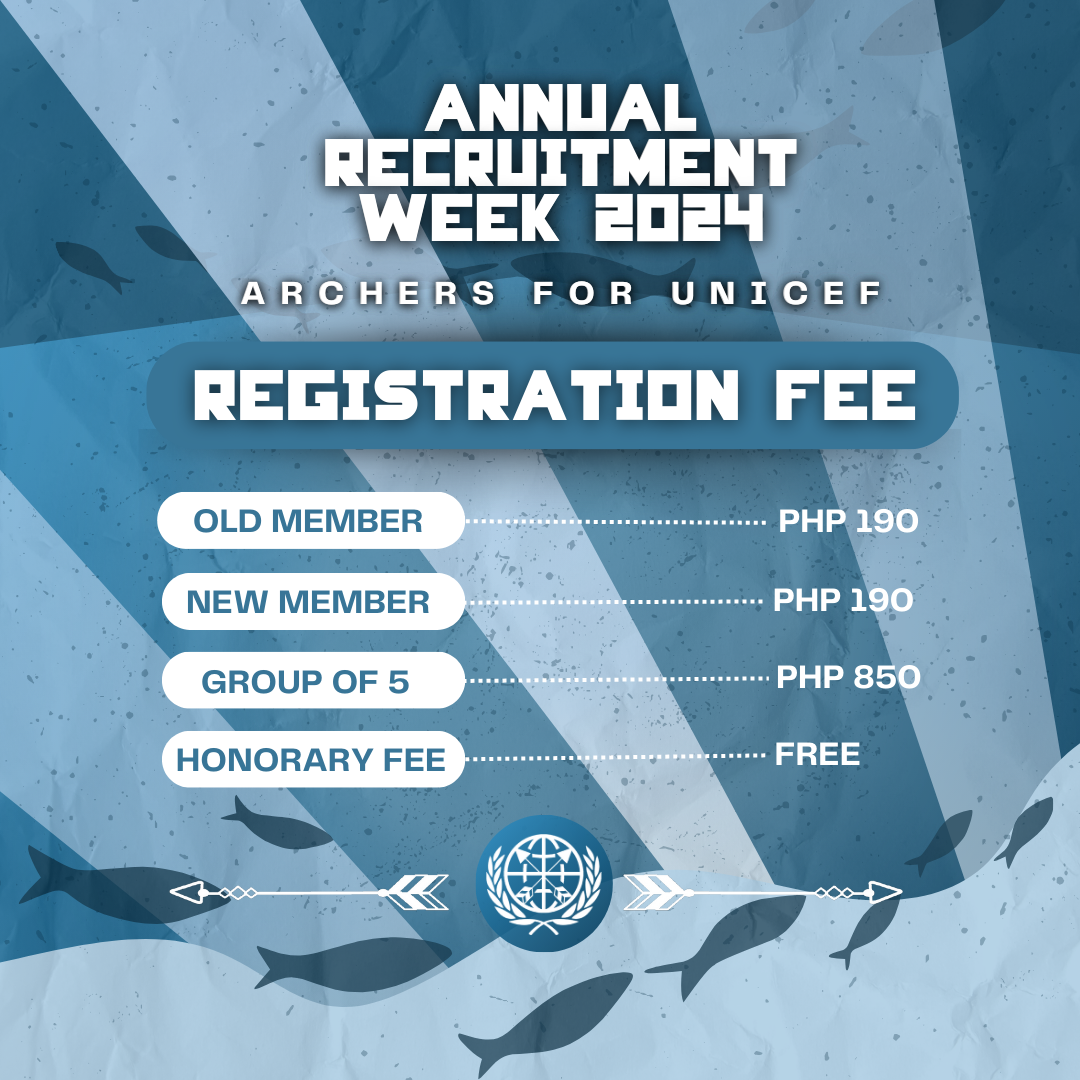 ANNUAL
RECRUITMENT
WEEK 2024
ARCHERS FOR UNICEF
REGISTRATION FEE
OLD MEMBER PHP 190
NEW MEMBER PHP 190
GROUP OF 5 PHP 850
HONORARY FEE FREE